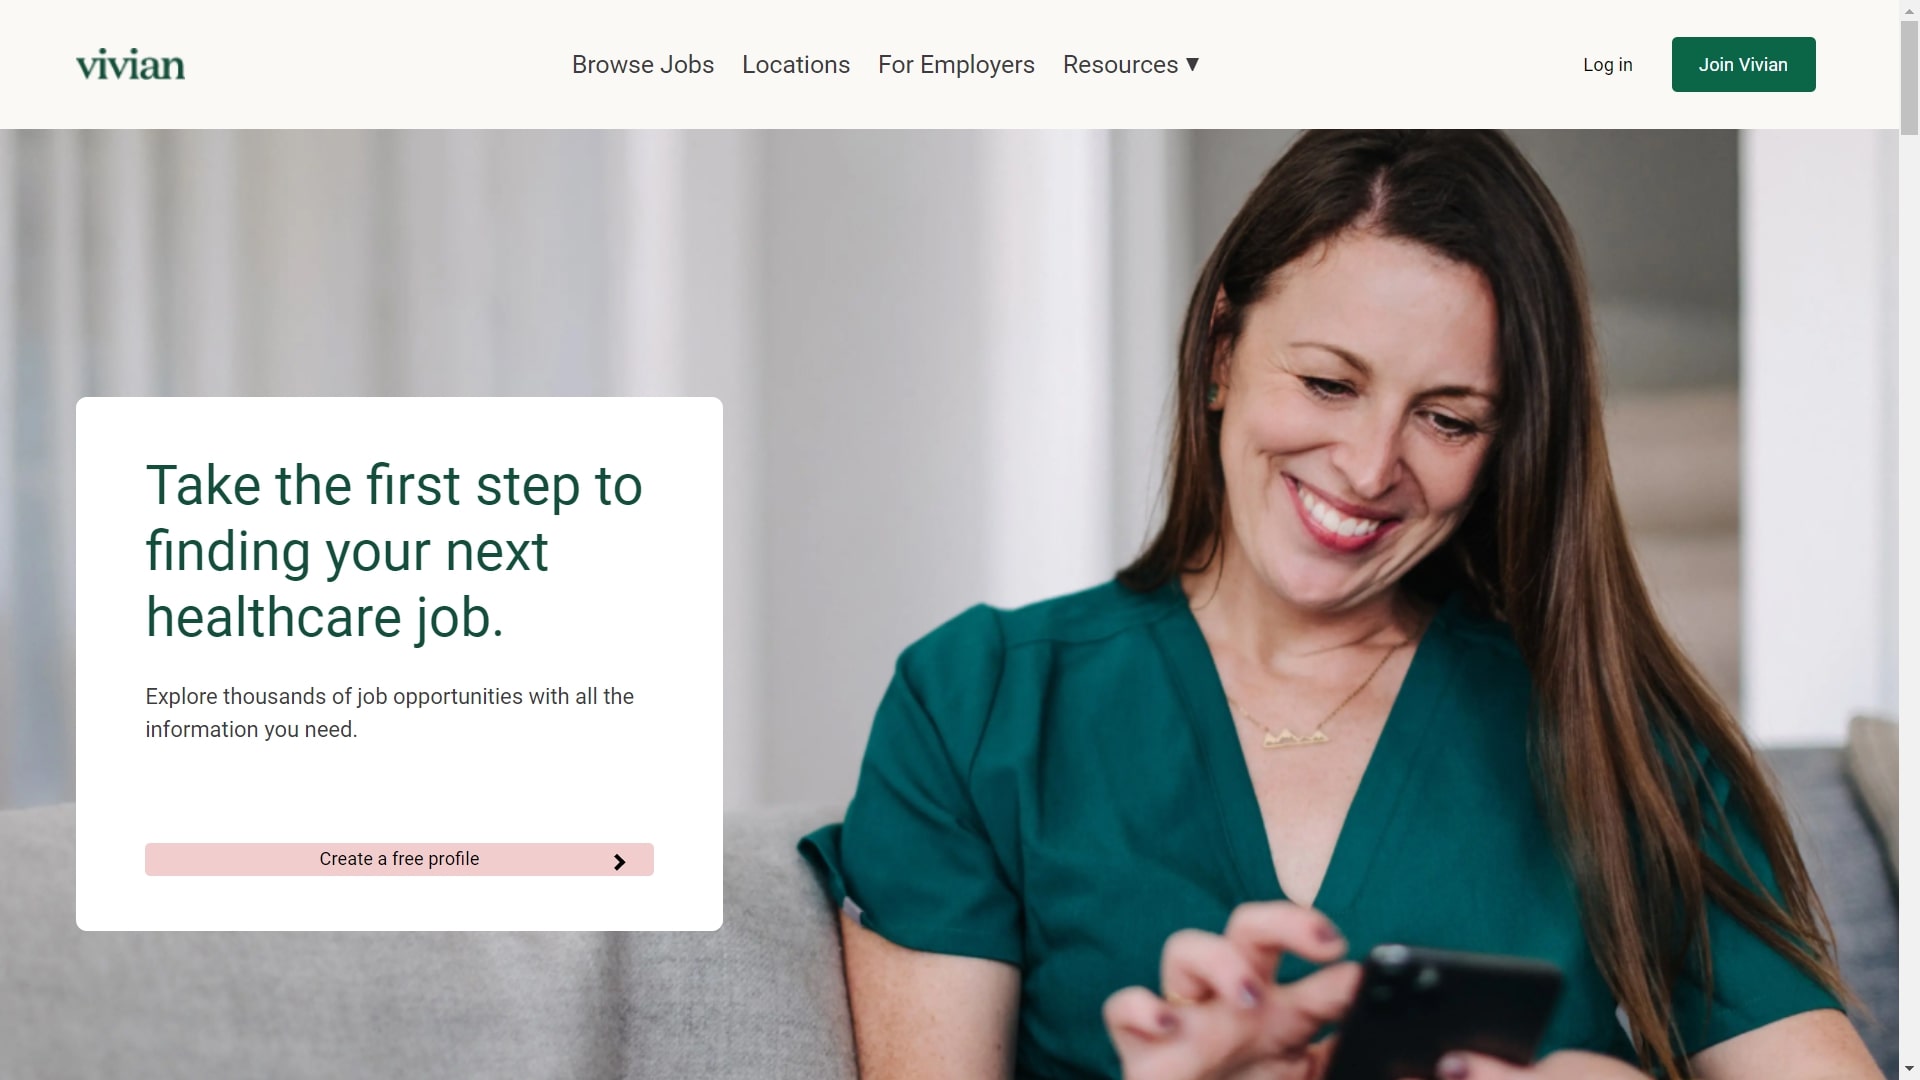 vivian
Browse Jobs
Locations
For Employers
Resources ▼
Log in
Join Vivian
Take the first step to
finding your next
healthcare job.
Explore thousands of job opportunities with all the
information you need.
Create a free profile